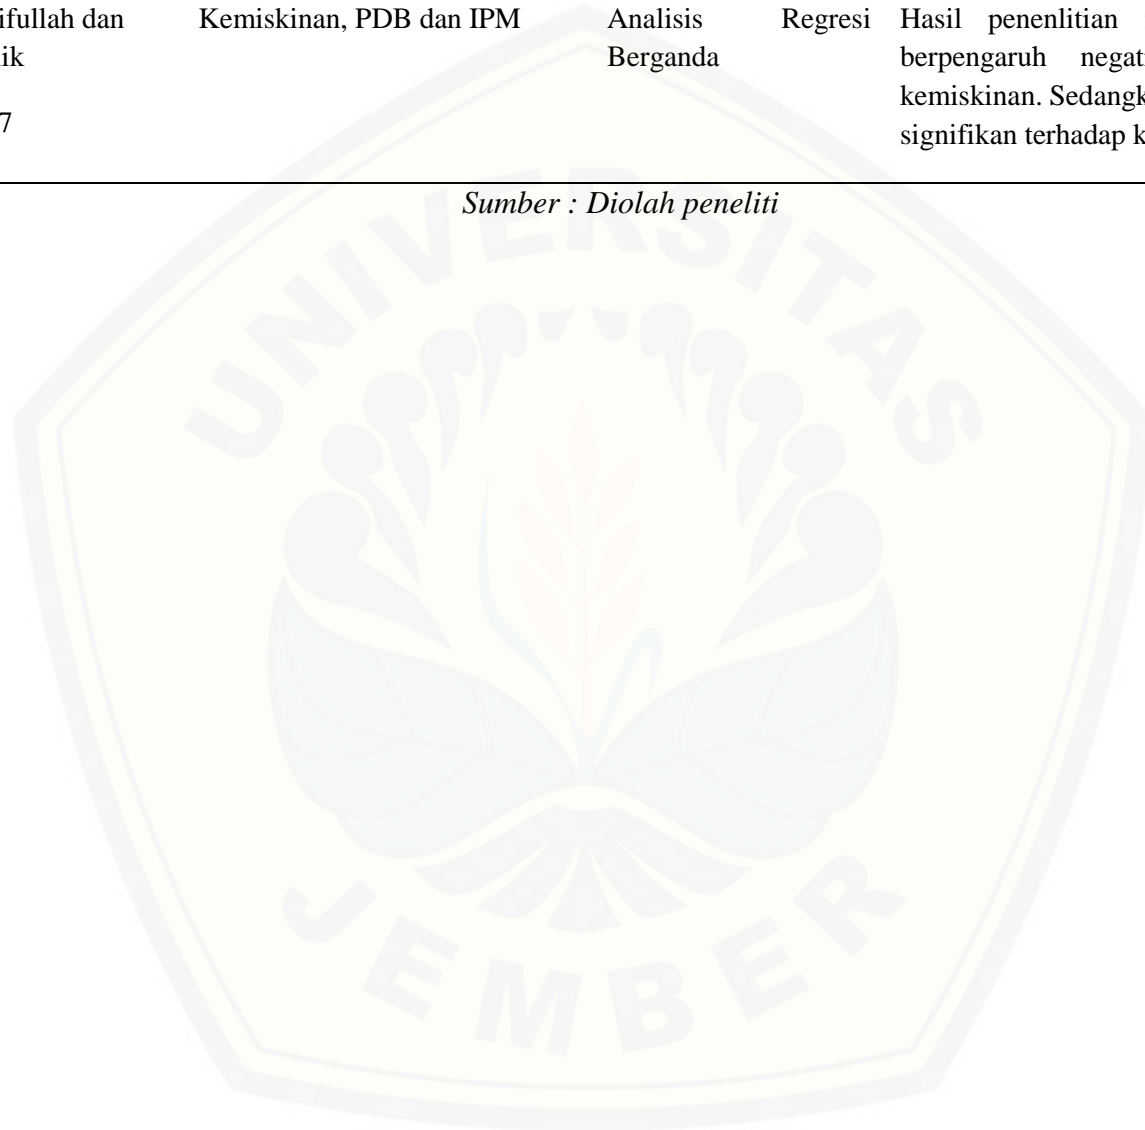 ifullah dan Kemiskinan, PDB dan IPM Analisis Regresi Hasil penenlitian
ik Berganda berpengaruh negat
kemiskinan. Sedangk
7 signifikan terhadap k
Sumber : Diolah peneliti
UNIVERSITAS
JEMBER